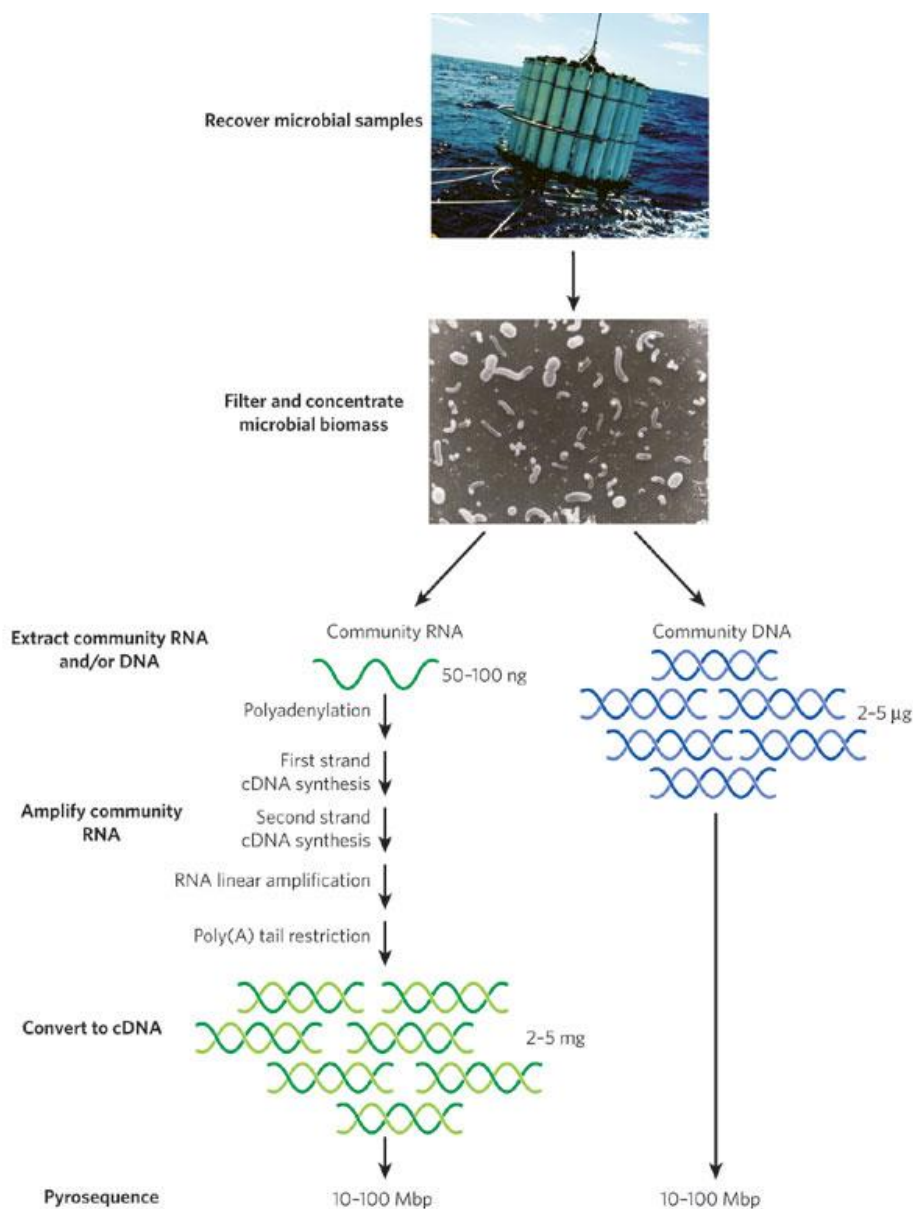 Recover microbial samples
Filter and concentrate
microbial biomass
Extract community RNA
and/or DNA
Community RNA
50–100 ng
Community DNA
2–5 μg
Polyadenylation
First strand
cDNA synthesis
Amplify community
RNA
Second strand
cDNA synthesis
RNA linear amplification
Poly(A) tail restriction
Convert to cDNA
2–5 mg
Pyrosequence
10–100 Mbp
10–100 Mbp